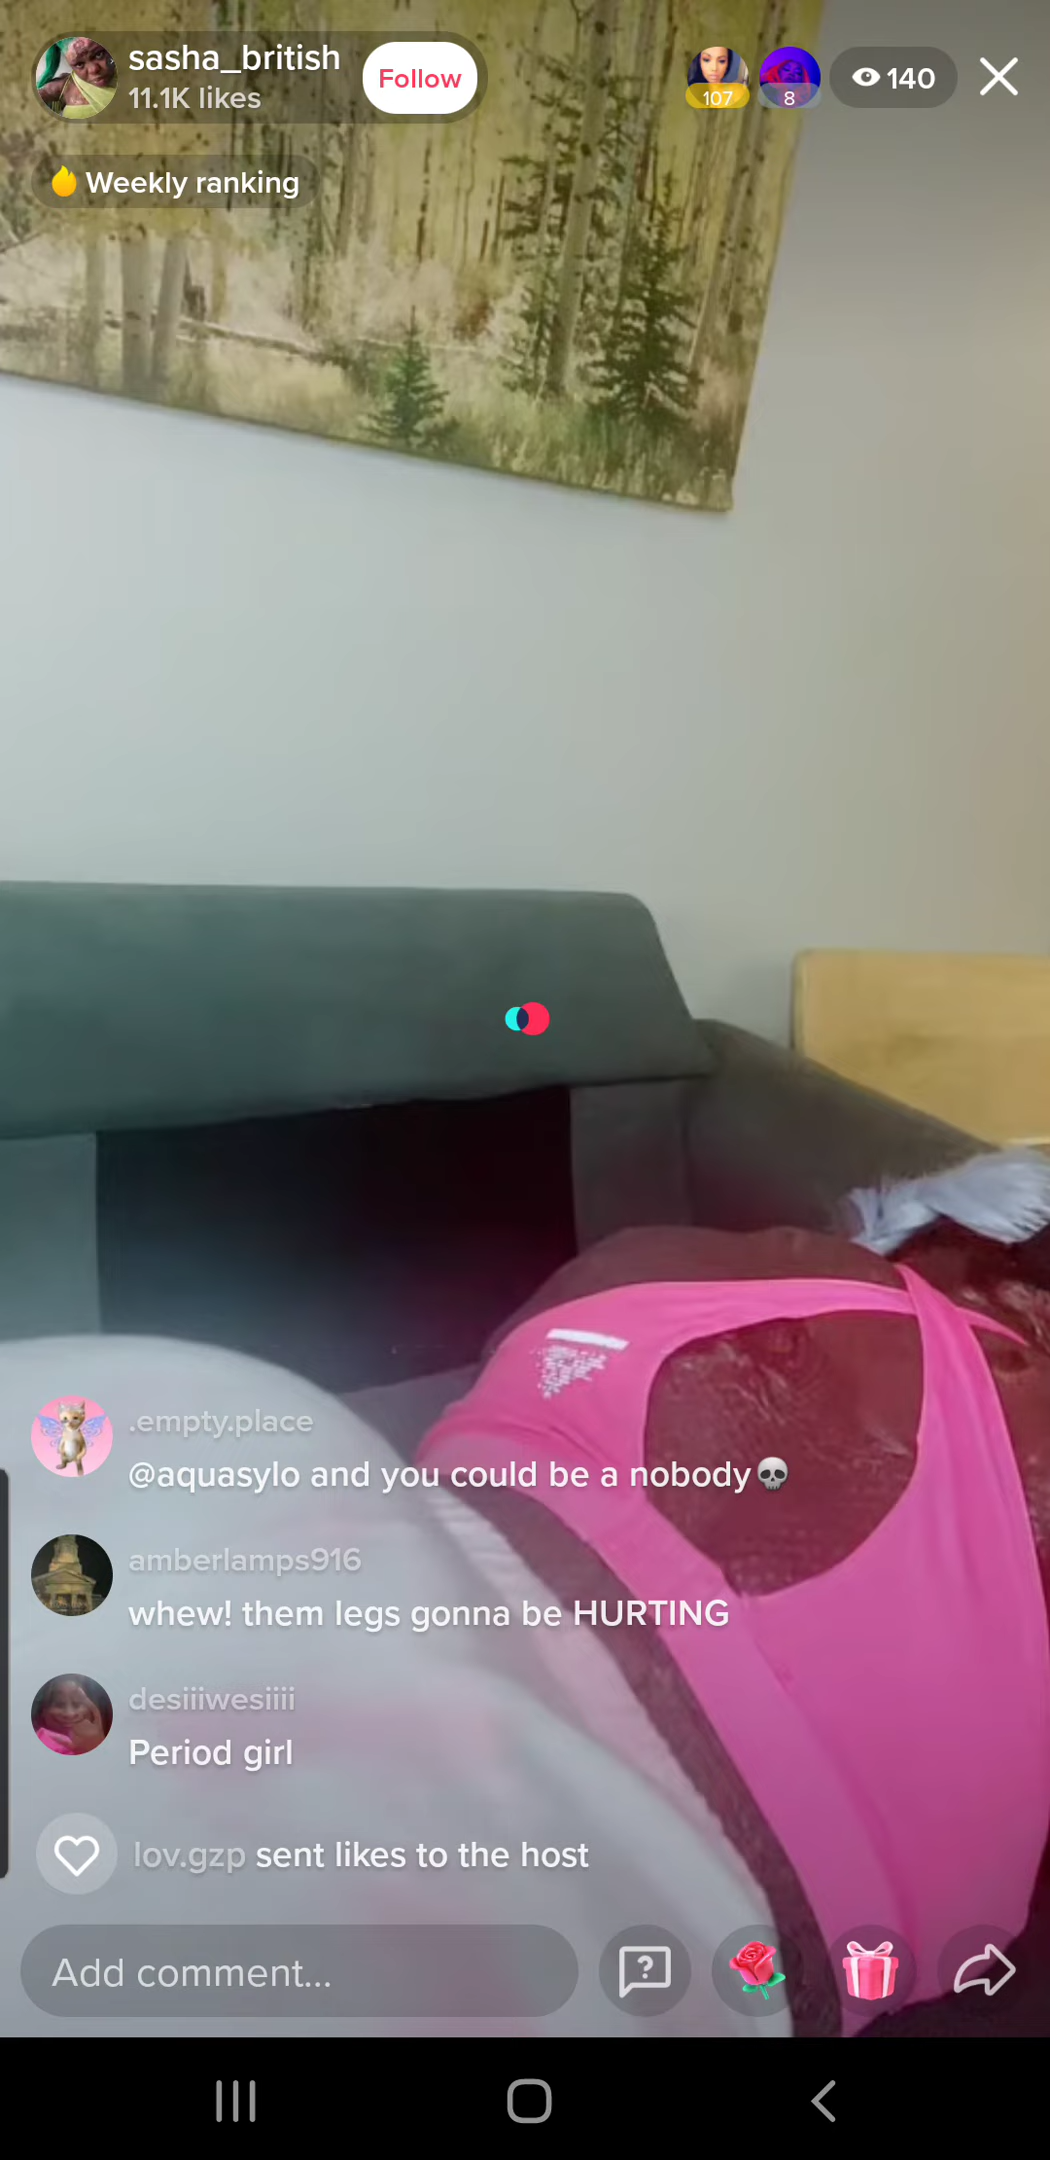 sasha_british
11.1K likes
Follow
107
8
140
Weekly ranking
.empty.place
@aquasylo and you could be a nobody💀
amberlamps916
whew! them legs gonna be HURTING
desiiiwesiiii
Period girl
lov.gzp sent likes to the host
Add comment...